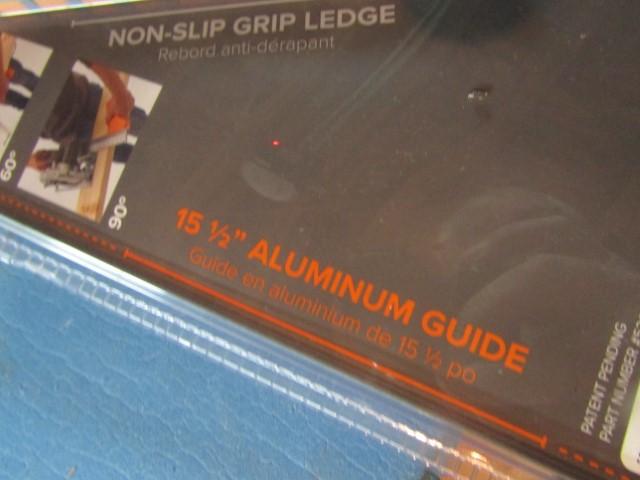 NON-SLIP GRIP LEDGE
Rebord anti-dérapant
60°
90°
15 ½" ALUMINUM GUIDE
Guide en aluminium de 15 ½ po
PATENT PENDING
PART NUMBER